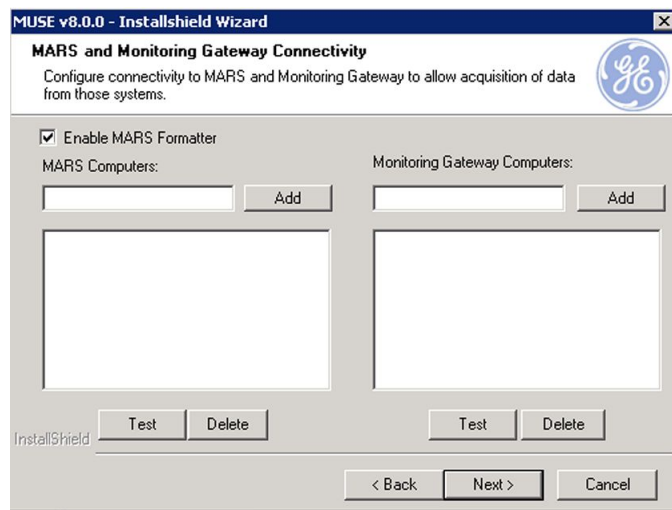 MUSE v8.0.0 - Installshield Wizard
MARS and Monitoring Gateway Connectivity
Configure connectivity to MARS and Monitoring Gateway to allow acquisition of data
from those systems.
GE
Enable MARS Formatter
MARS Computers:
Monitoring Gateway Computers:
Add
Add
Test
Delete
Test
Delete
InstallShield
< Back
Next >
Cancel